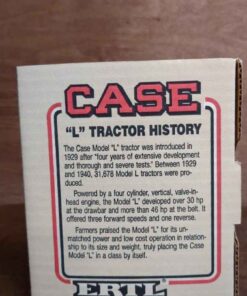 CASE
"L" TRACTOR HISTORY
The Case Model "L" tractor was introduced in
1929 after "four years of extensive development
and thorough and severe tests." Between 1929
and 1940, 31,678 Model L tractors were pro-
duced.
Powered by a four cylinder, vertical, valve-in-
head engine, the Model "L" developed over 30 hp
at the drawbar and more than 46 hp at the belt. It
offered three forward speeds and one reverse.
Farmers praised the Model "L" for its un-
matched power and low cost operation in relation-
ship to its size and weight, truly placing the Case
Model "L" in a class by itself.
ERTL